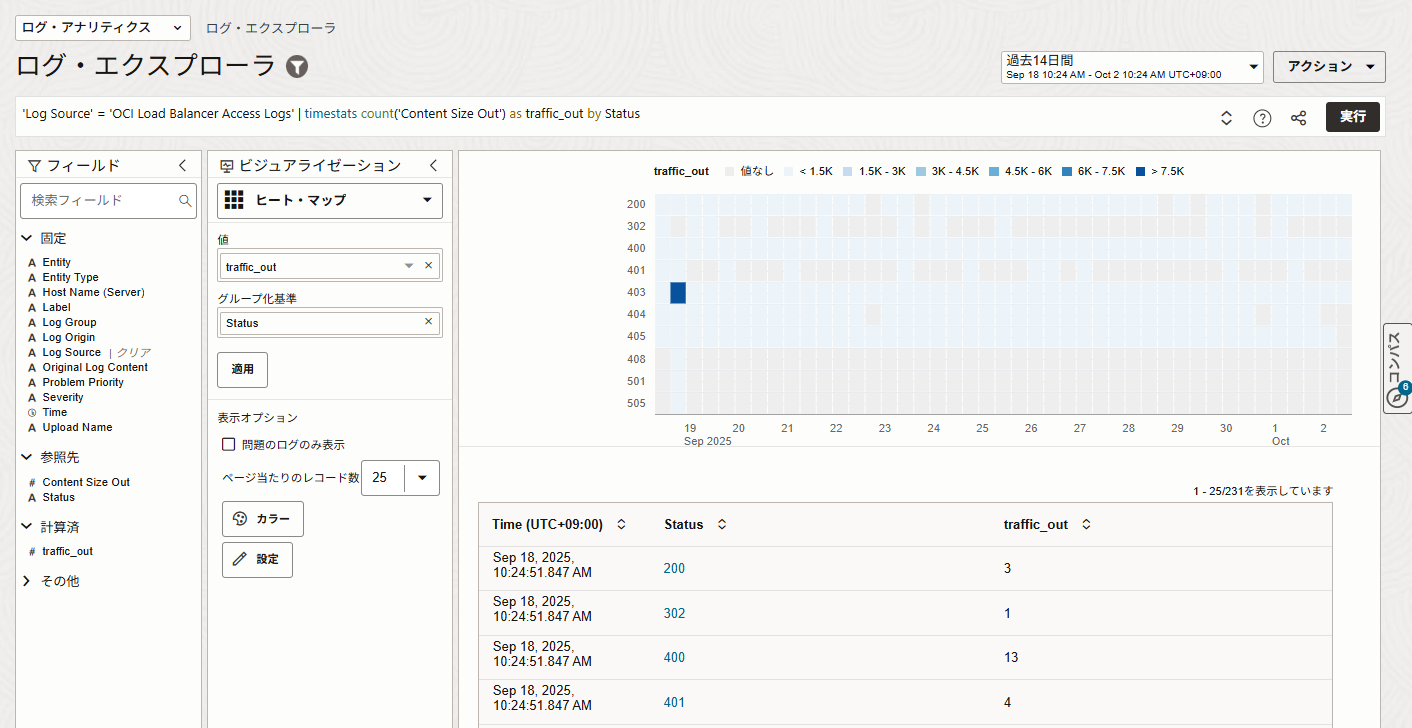 ログ・アナリティクス ログ・エクスプローラ
ログ・エクスプローラ
過去14日間
Sep 18 10:24 AM - Oct 2 10:24 AM UTC+09:00
アクション
'Log Source' = 'OCI Load Balancer Access Logs' | timestats count('Content Size Out') as traffic_out by Status
実行
フィールド
検索フィールド
固定
A Entity
A Entity Type
A Host Name (Server)
A Label
A Log Group
A Log Origin
A Log Source | クリア
A Original Log Content
A Problem Priority
A Severity
Time
A Upload Name
参照先
# Content Size Out
A Status
計算済
# traffic_out
その他
ビジュアライゼーション
ヒート・マップ
値
traffic_out
グループ化基準
Status
適用
表示オプション
問題のログのみ表示
ページ当たりのレコード数 25
カラー
設定
traffic_out 値なし < 1.5K 1.5K - 3K 3K - 4.5K 4.5K - 6K 6K - 7.5K > 7.5K
200
302
400
401
403
404
405
408
501
505
19 20 21 22 23 24 25 26 27 28 29 30 1 2
Sep 2025 Oct
1 - 25/231を表示しています
Time (UTC+09:00) Status traffic_out
Sep 18, 2025,
10:24:51.847 AM 200 3
Sep 18, 2025,
10:24:51.847 AM 302 1
Sep 18, 2025,
10:24:51.847 AM 400 13
Sep 18, 2025,
10:24:51.847 AM 401 4
コンパス
6